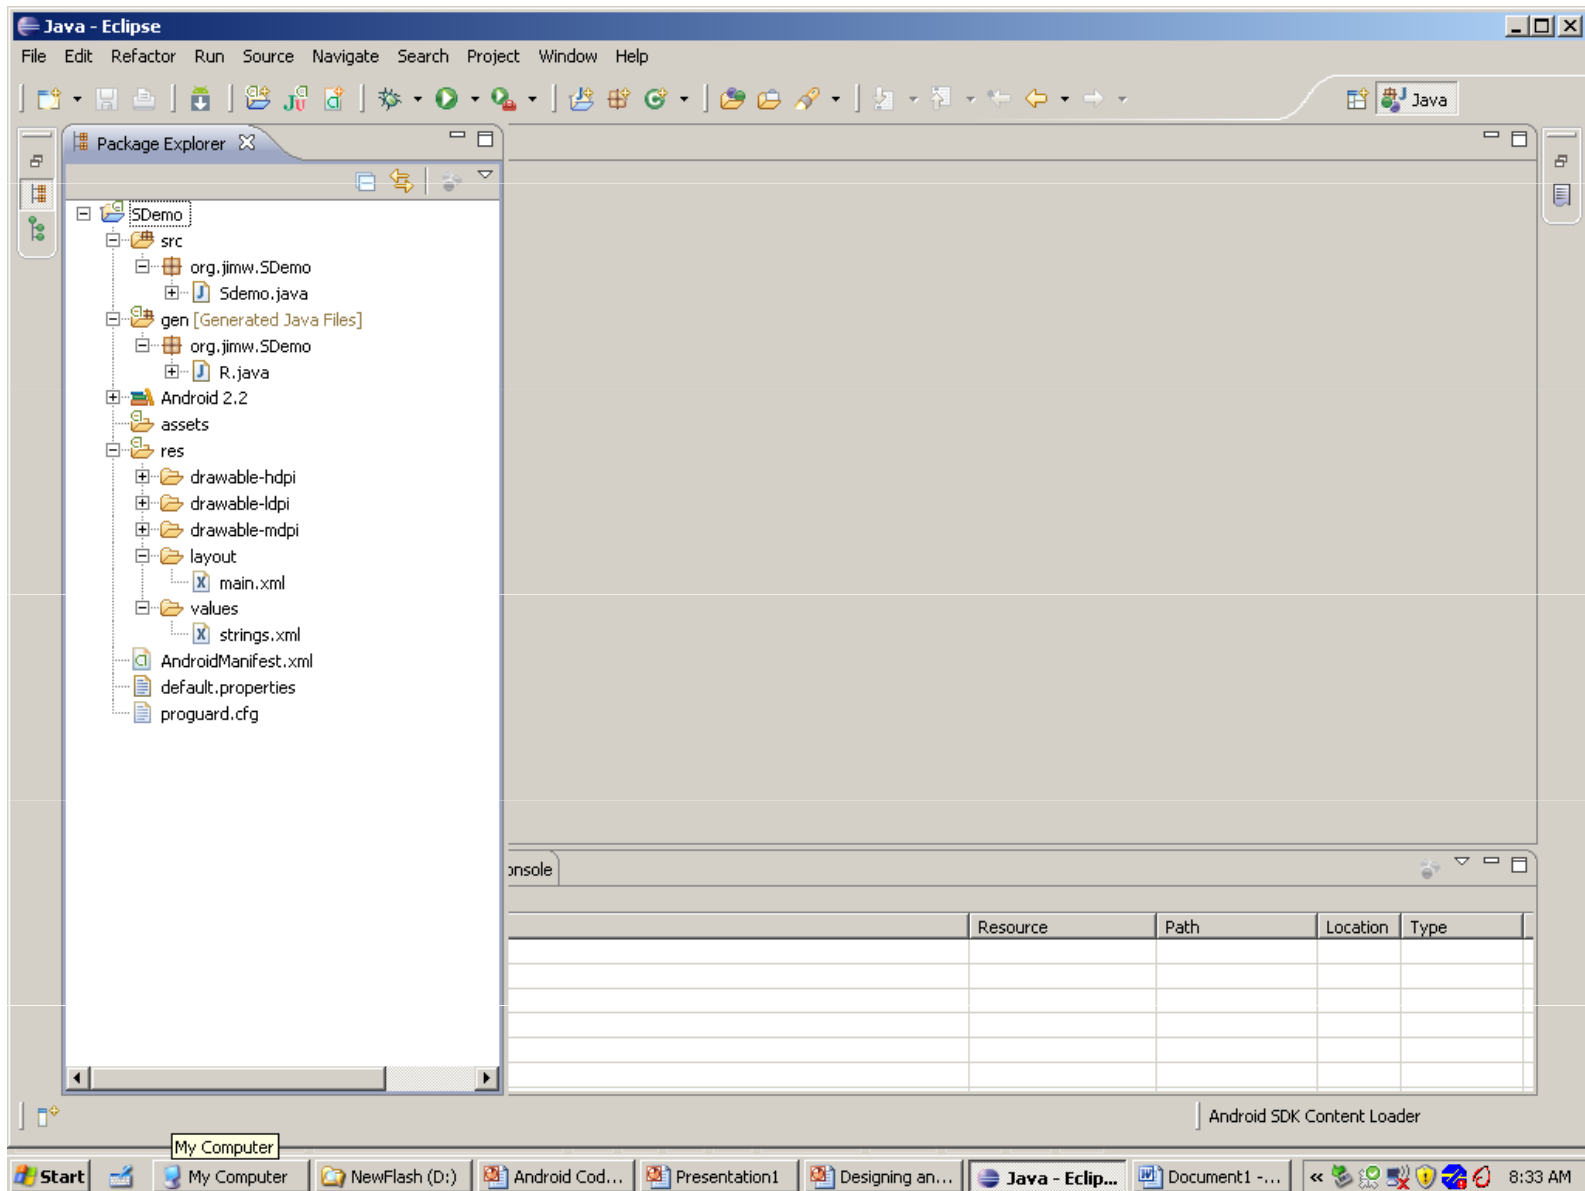 Java - Eclipse
File Edit Refactor Run Source Navigate Search Project Window Help
Java
Package Explorer
SDemo
src
org.jimw.SDemo
Sdemo.java
gen [Generated Java Files]
org.jimw.SDemo
R.java
Android 2.2
assets
res
drawable-hdpi
drawable-ldpi
drawable-mdpi
layout
main.xml
values
strings.xml
AndroidManifest.xml
default.properties
proguard.cfg
onsole
Resource Path Location Type
Android SDK Content Loader
My Computer
Start My Computer NewFlash (D:) Android Cod... Presentation1 Designing an... Java - Eclip... Document1 -... 8:33 AM